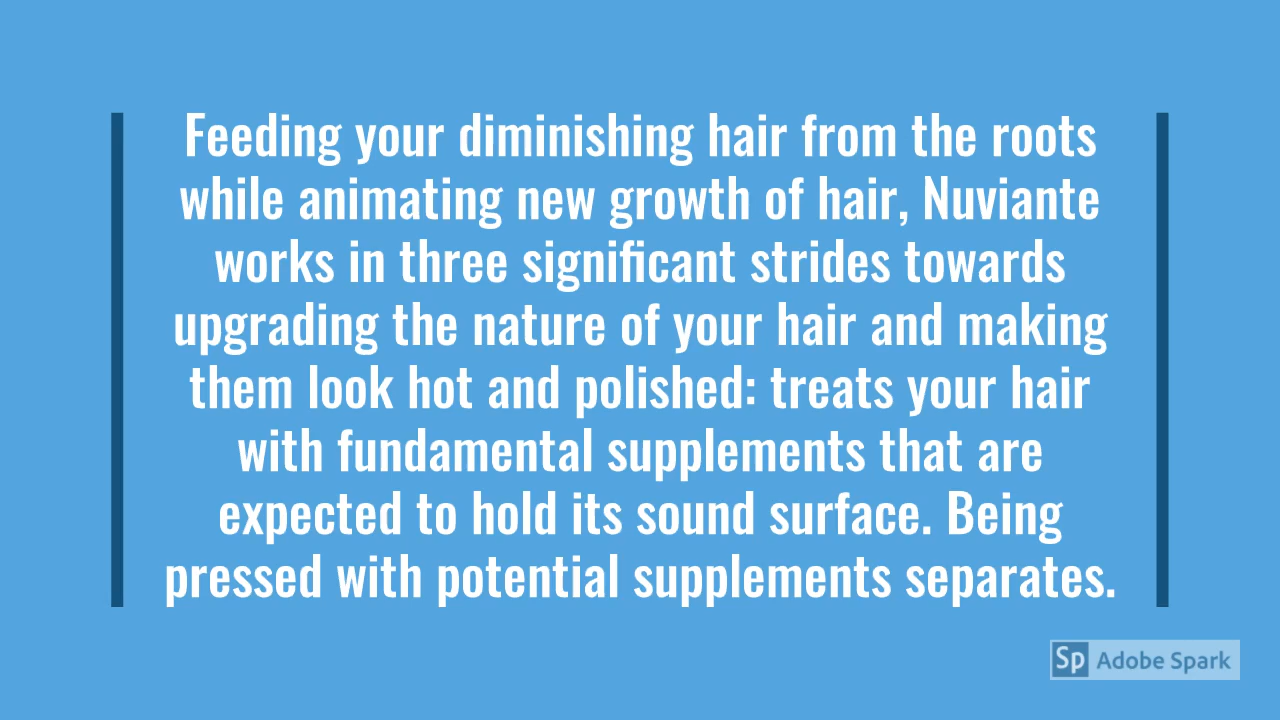 Feeding your diminishing hair from the roots
while animating new growth of hair, Nuviante
works in three significant strides towards
upgrading the nature of your hair and making
them look hot and polished: treats your hair
with fundamental supplements that are
expected to hold its sound surface. Being
pressed with potential supplements separates.
Sp Adobe Spark